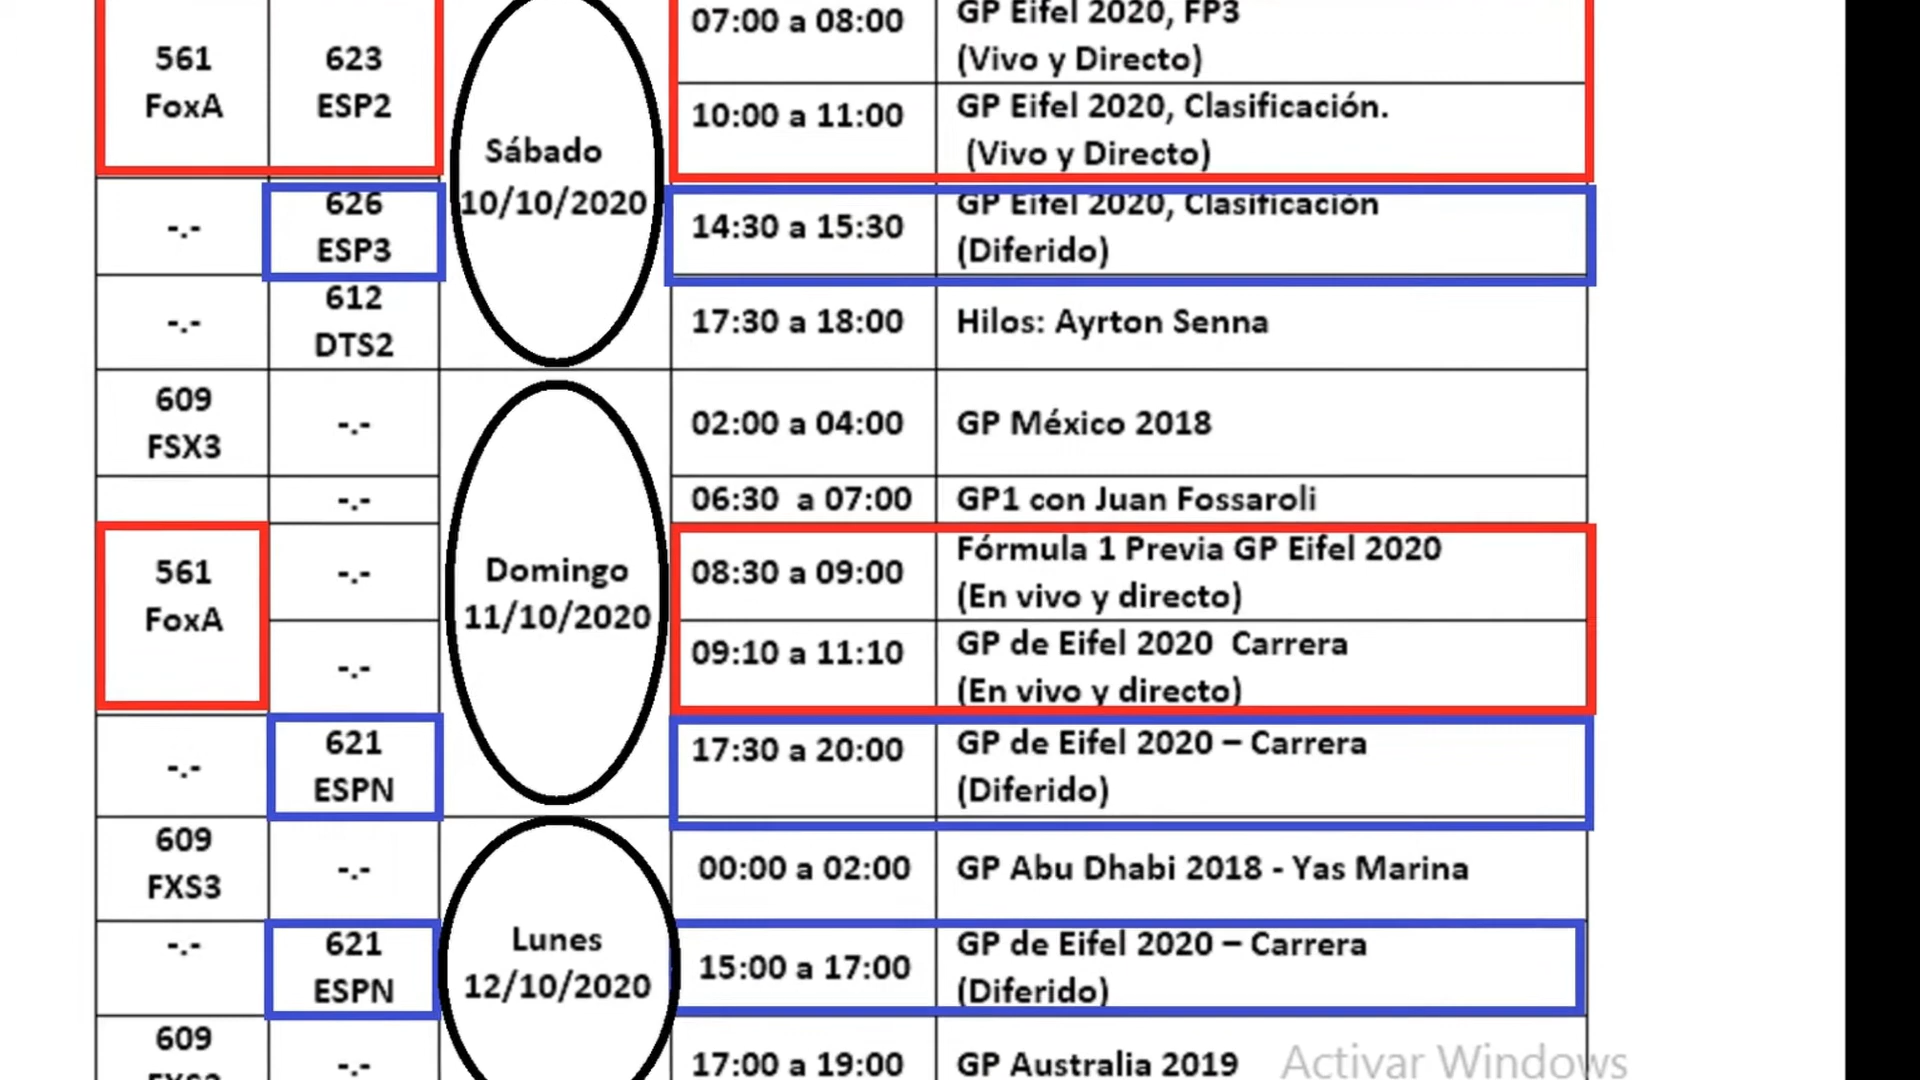 07:00 a 08:00
GP Eifel 2020, FP3
(Vivo y Directo)
561
FoxA
623
ESP2
10:00 a 11:00
GP Eifel 2020, Clasificación.
(Vivo y Directo)
Sábado
10/10/2020
-.-
626
ESP3
14:30 a 15:30
GP Eifel 2020, Clasificación
(Diferido)
-.-
612
DTS2
17:30 a 18:00
Hilos: Ayrton Senna
609
FSX3
-.-
02:00 a 04:00
GP México 2018
-.-
06:30 a 07:00
GP1 con Juan Fossaroli
561
FoxA
-.-
Domingo
11/10/2020
08:30 a 09:00
Fórmula 1 Previa GP Eifel 2020
(En vivo y directo)
-.-
09:10 a 11:10
GP de Eifel 2020 Carrera
(En vivo y directo)
-.-
621
ESPN
17:30 a 20:00
GP de Eifel 2020 – Carrera
(Diferido)
609
FXS3
-.-
00:00 a 02:00
GP Abu Dhabi 2018 - Yas Marina
-.-
621
ESPN
Lunes
12/10/2020
15:00 a 17:00
GP de Eifel 2020 – Carrera
(Diferido)
609
-.-
17:00 a 19:00
GP Australia 2019
Activar Windows